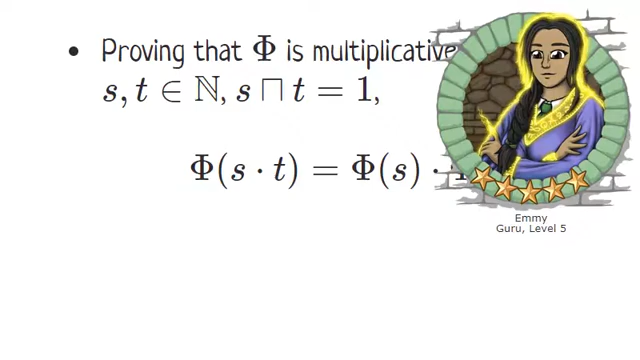 Proving that Φ is multiplicative
s, t ∈ ℕ, s ⊓ t = 1,
Φ(s · t) = Φ(s) ·
Emmy
Guru, Level 5